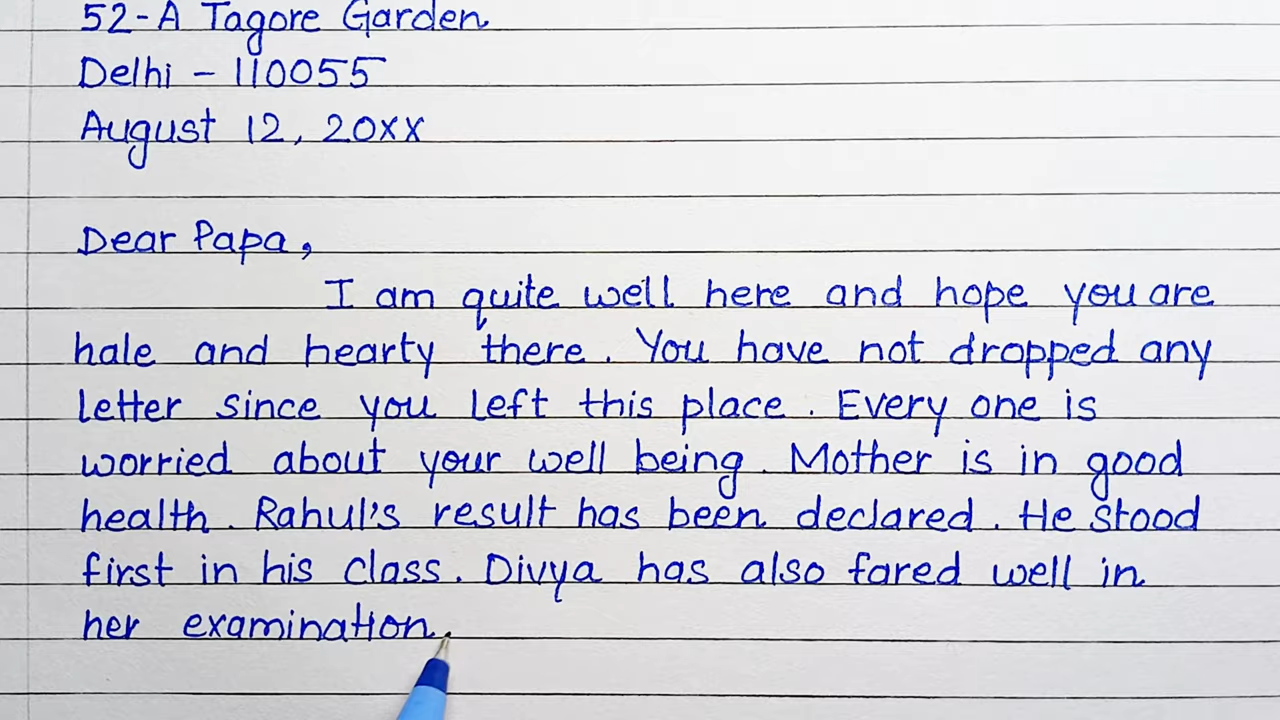 52-A Tagore Garden
Delhi - 110055
August 12, 20xx
Dear Papa,
I am quite well here and hope you are
hale and hearty there. You have not dropped any
letter since you left this place. Every one is
worried about your well being. Mother is in good
health. Rahul's result has been declared. He stood
first in his class. Divya has also fared well in
her examination.